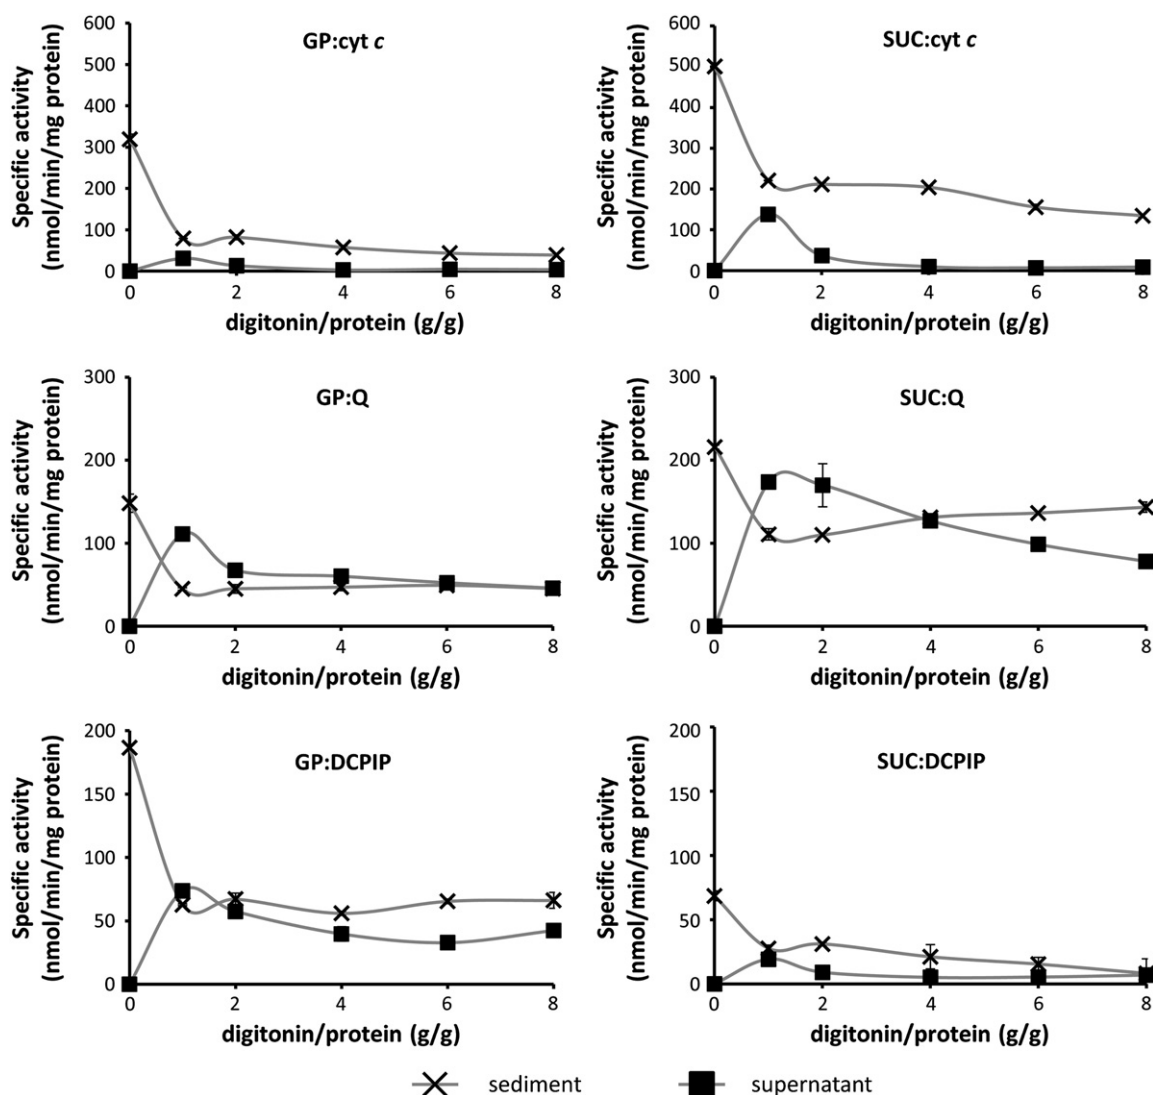 GP:cyt c
Specific activity
(nmol/min/mg protein)
600
500
400
300
200
100
0
0 2 4 6 8
digitonin/protein (g/g)
SUC:cyt c
Specific activity
(nmol/min/mg protein)
600
500
400
300
200
100
0
0 2 4 6 8
digitonin/protein (g/g)
GP:Q
Specific activity
(nmol/min/mg protein)
300
200
100
0
0 2 4 6 8
digitonin/protein (g/g)
SUC:Q
Specific activity
(nmol/min/mg protein)
300
200
100
0
0 2 4 6 8
digitonin/protein (g/g)
GP:DCPIP
Specific activity
(nmol/min/mg protein)
200
150
100
50
0
0 2 4 6 8
digitonin/protein (g/g)
SUC:DCPIP
Specific activity
(nmol/min/mg protein)
200
150
100
50
0
0 2 4 6 8
digitonin/protein (g/g)
sediment
supernatant